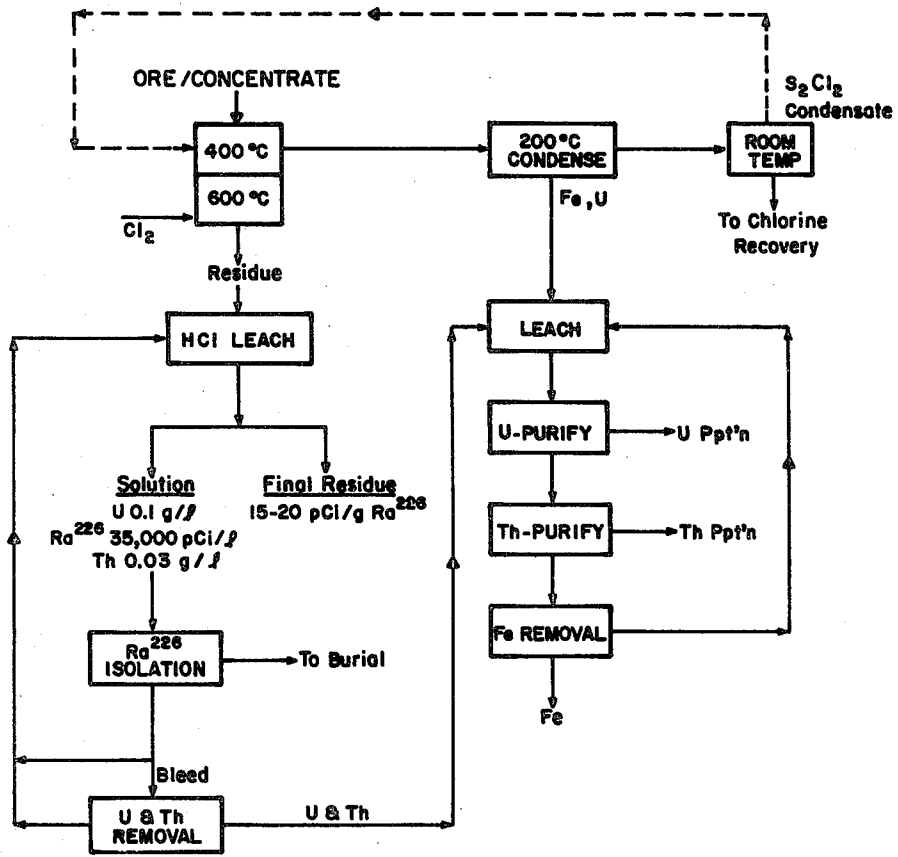 ORE/CONCENTRATE
S₂Cl₂
Condensate
400 °C
200 °C
CONDENSE
ROOM
TEMP
600 °C
Fe, U
Cl₂
To Chlorine
Recovery
Residue
HCl LEACH
LEACH
U-PURIFY
U Ppt'n
Solution
U 0.1 g/ℓ
Ra²²⁶ 35,000 pCi/ℓ
Th 0.03 g/ℓ
Final Residue
15-20 pCi/g Ra²²⁶
Th-PURIFY
Th Ppt'n
Fe REMOVAL
Ra²²⁶
ISOLATION
To Burial
Fe
Bleed
U & Th
REMOVAL
U & Th